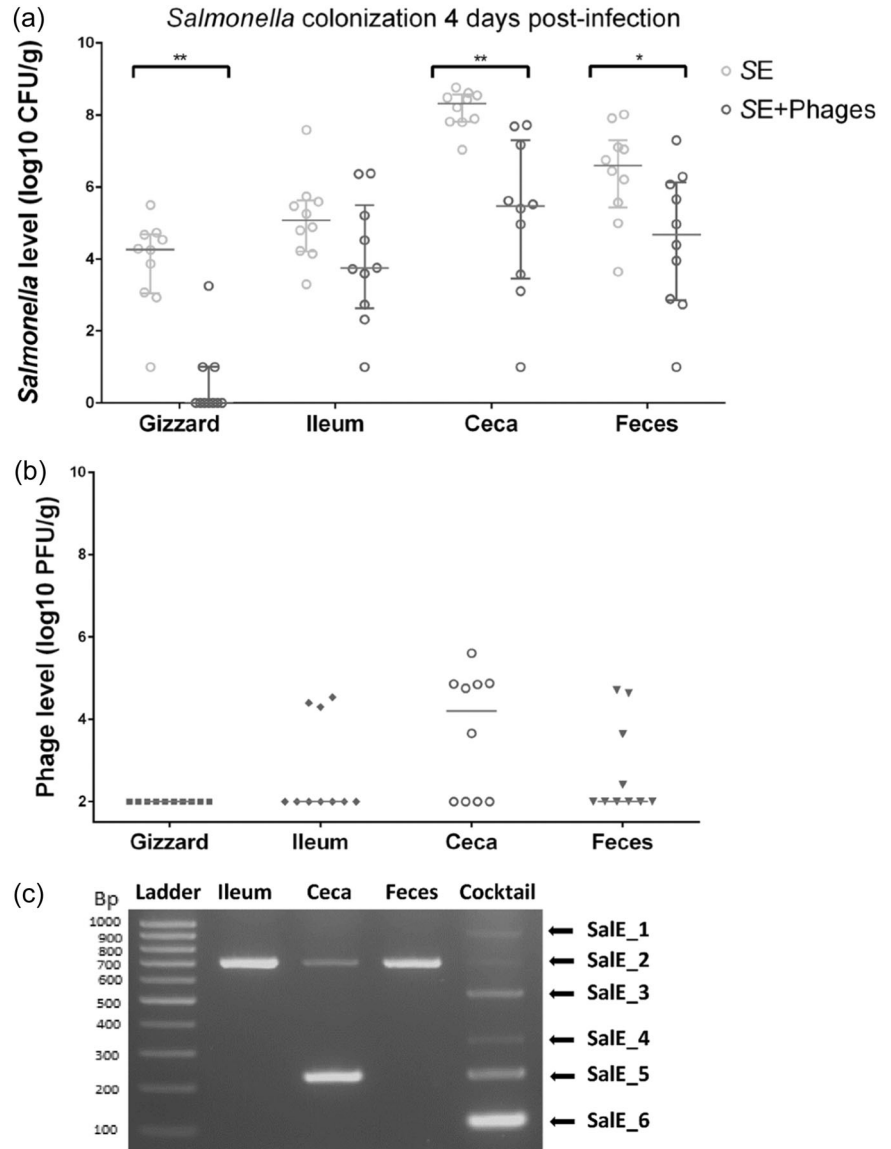 (a)
Salmonella colonization 4 days post-infection
** ** *
SE
SE+Phages
Salmonella level (log10 CFU/g)
10
8
6
4
2
0
Gizzard Ileum Ceca Feces
(b)
Phage level (log10 PFU/g)
10
8
6
4
2
Gizzard Ileum Ceca Feces
(c)
Bp Ladder Ileum Ceca Feces Cocktail
1000
900
800
700
600
500
400
300
200
100
SalE_1
SalE_2
SalE_3
SalE_4
SalE_5
SalE_6